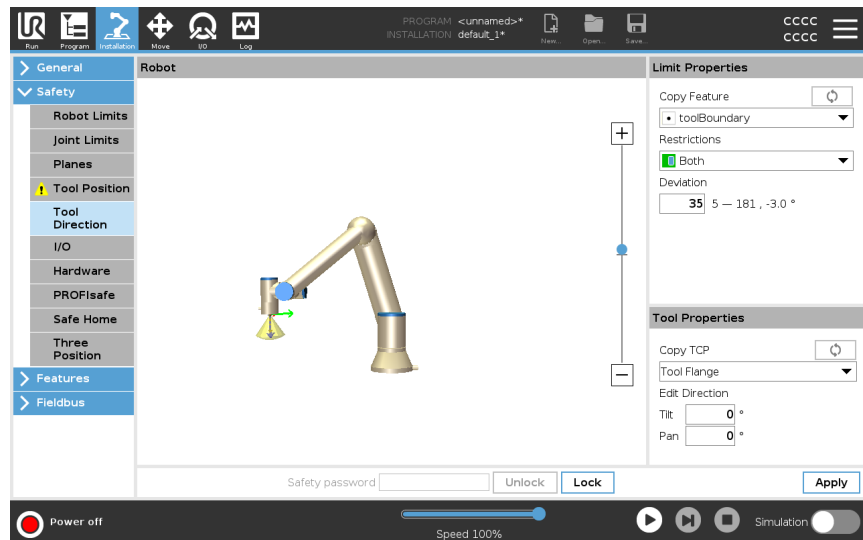 Run
Program
Installation
Move
I/O
Log
PROGRAM <unnamed>*
INSTALLATION default_1*
New...
Open...
Save...
CCCC
CCCC
General
Safety
Robot Limits
Joint Limits
Planes
Tool Position
Tool
Direction
I/O
Hardware
PROFIsafe
Safe Home
Three
Position
Features
Fieldbus
Robot
Limit Properties
Copy Feature
toolBoundary
Restrictions
Both
Deviation
35 5 — 181 , -3.0 °
Tool Properties
Copy TCP
Tool Flange
Edit Direction
Tilt 0 °
Pan 0 °
Safety password Unlock Lock
Apply
Power off
Speed 100%
Simulation